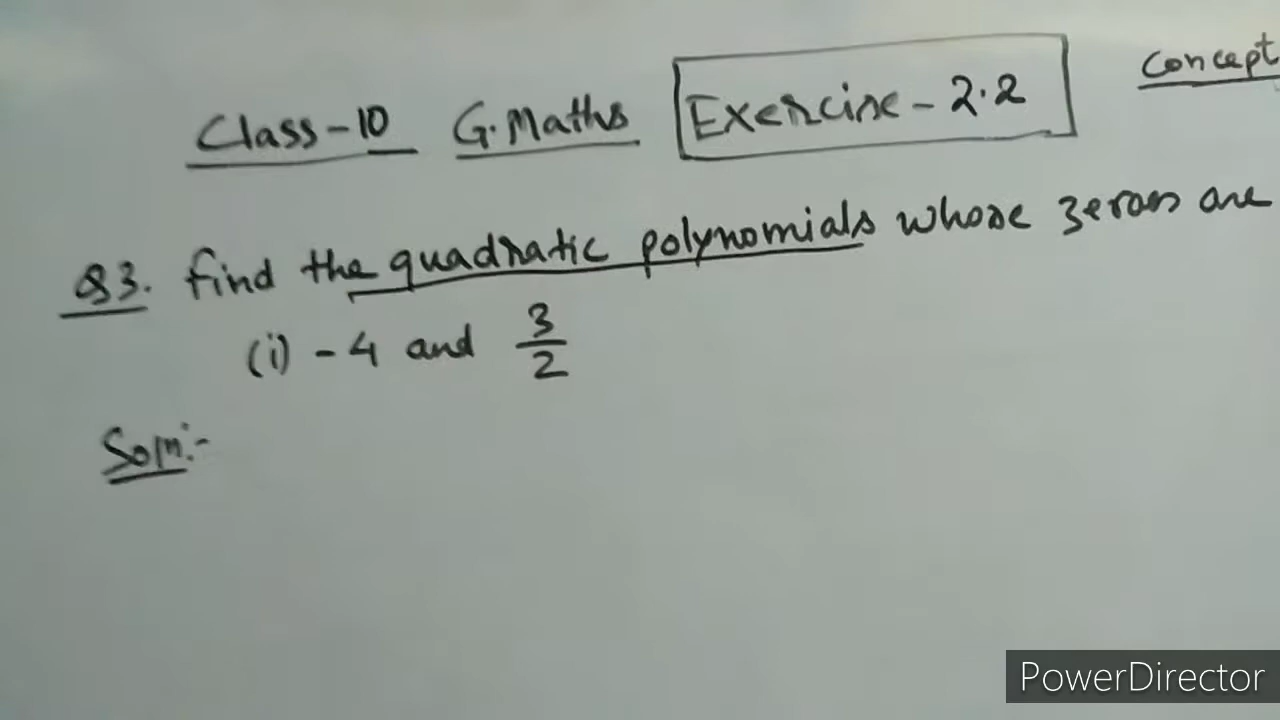 Class-10 G.Maths Exercise-2.2 Concept
Q3. find the quadratic polynomials whose zeroes are
(i) -4 and 3/2
Soln:-
PowerDirector